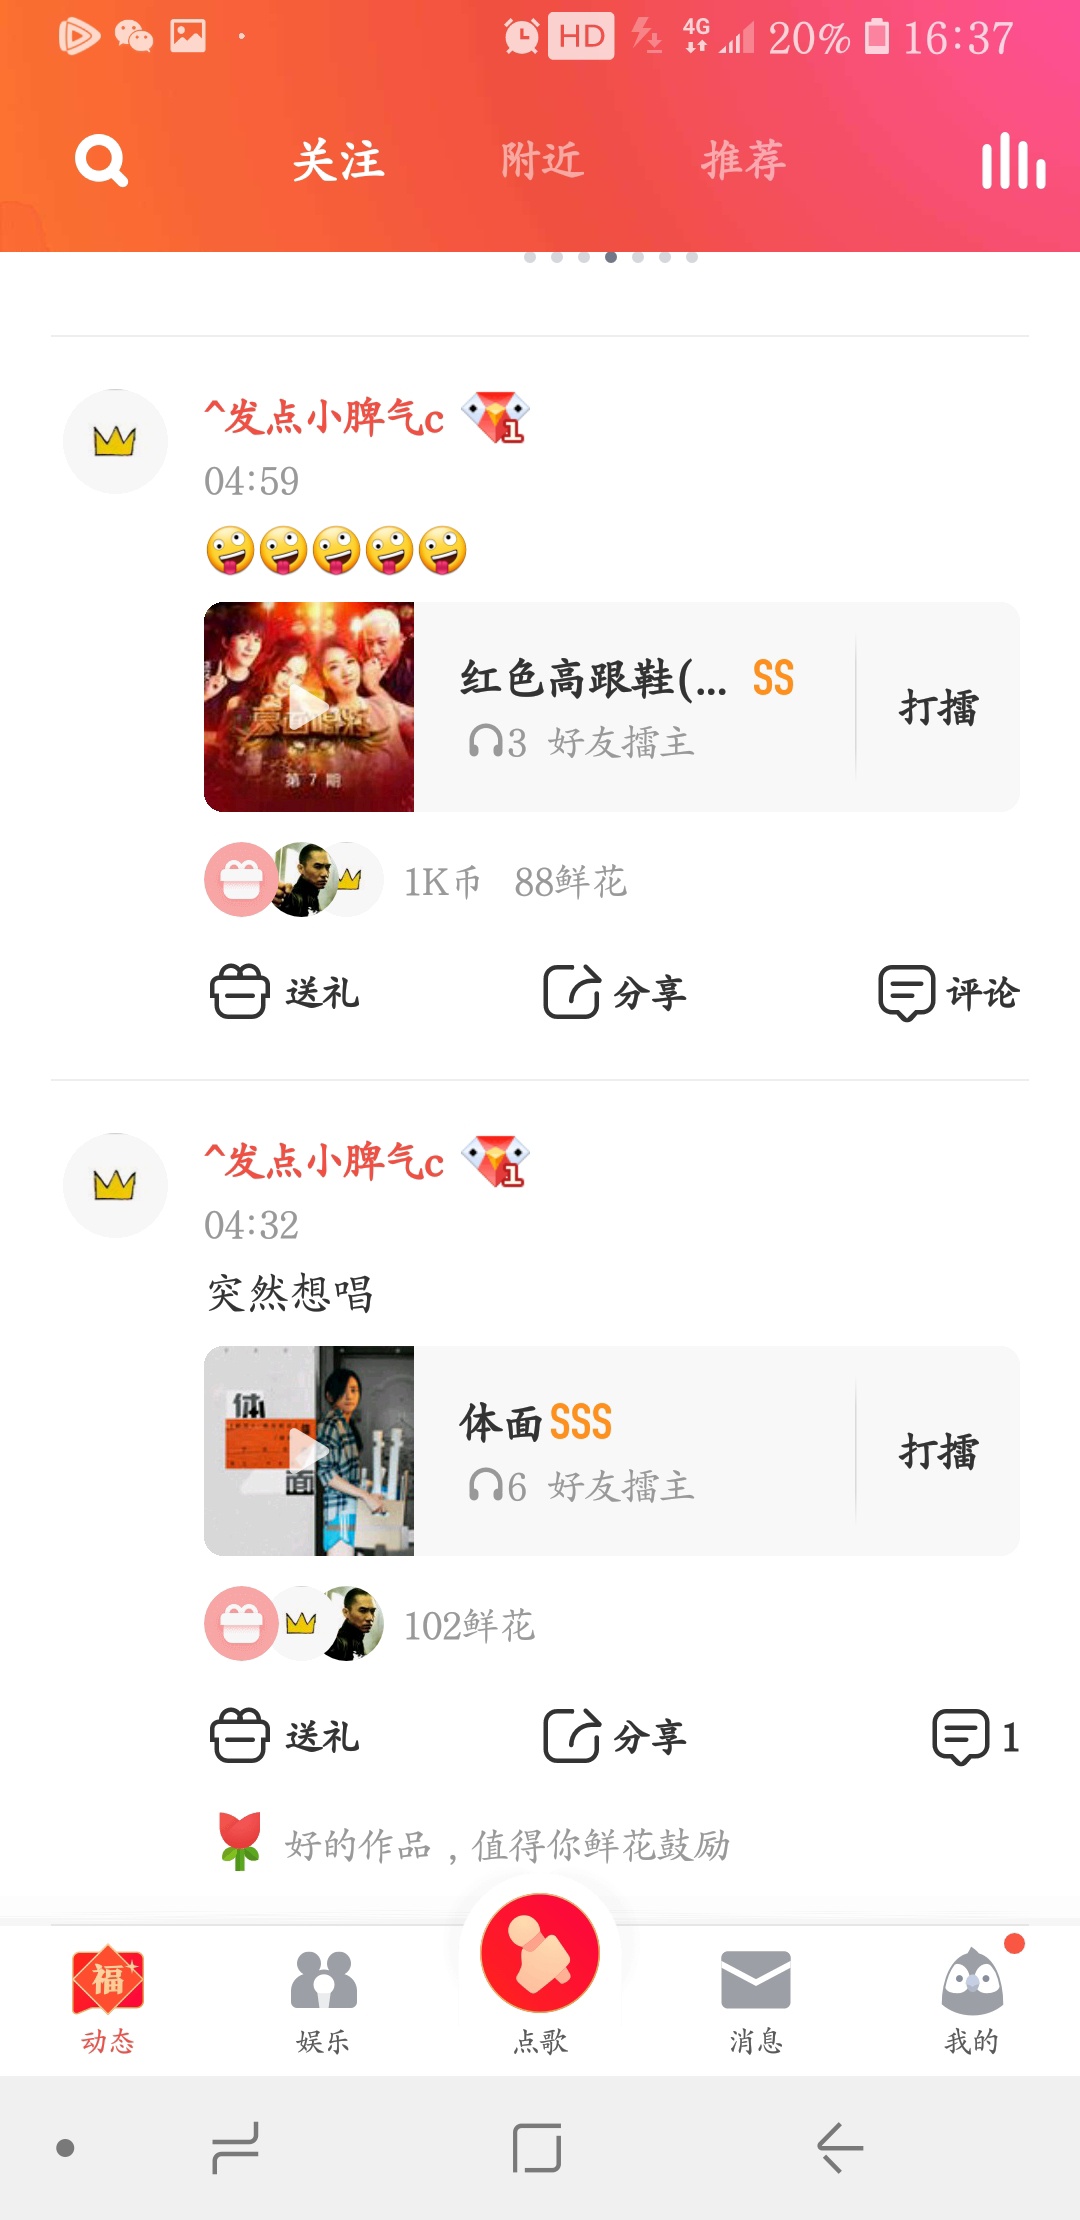 HD 4G 20% 16:37
关注 附近 推荐
^发点小脾气c 1
04:59
红色高跟鞋(... SS
3 好友擂主
打擂
第7期
1K币 88鲜花
送礼 分享 评论
^发点小脾气c 1
04:32
突然想唱
体面
体面 SSS
6 好友擂主
打擂
102鲜花
送礼 分享 1
好的作品，值得你鲜花鼓励
福
动态 娱乐 点歌 消息 我的